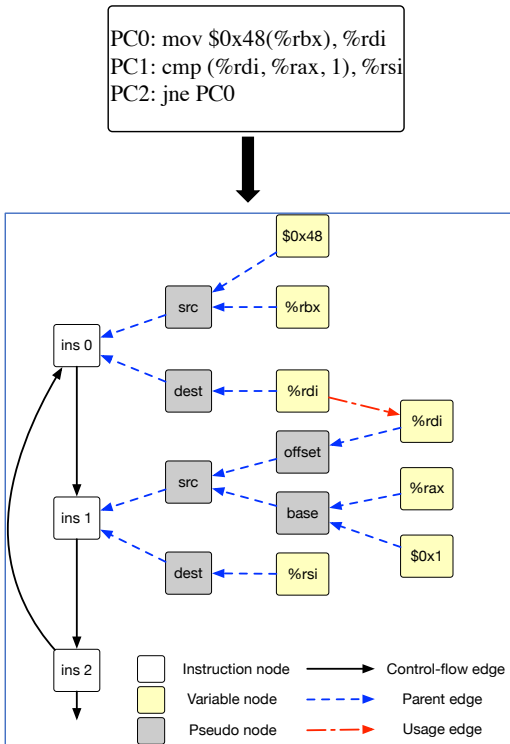 PC0: mov $0x48(%rbx), %rdi
PC1: cmp (%rdi, %rax, 1), %rsi
PC2: jne PC0
$0x48
src
%rbx
ins 0
dest
%rdi
%rdi
offset
src
%rax
ins 1
base
$0x1
dest
%rsi
ins 2
Instruction node
Control-flow edge
Variable node
Parent edge
Pseudo node
Usage edge